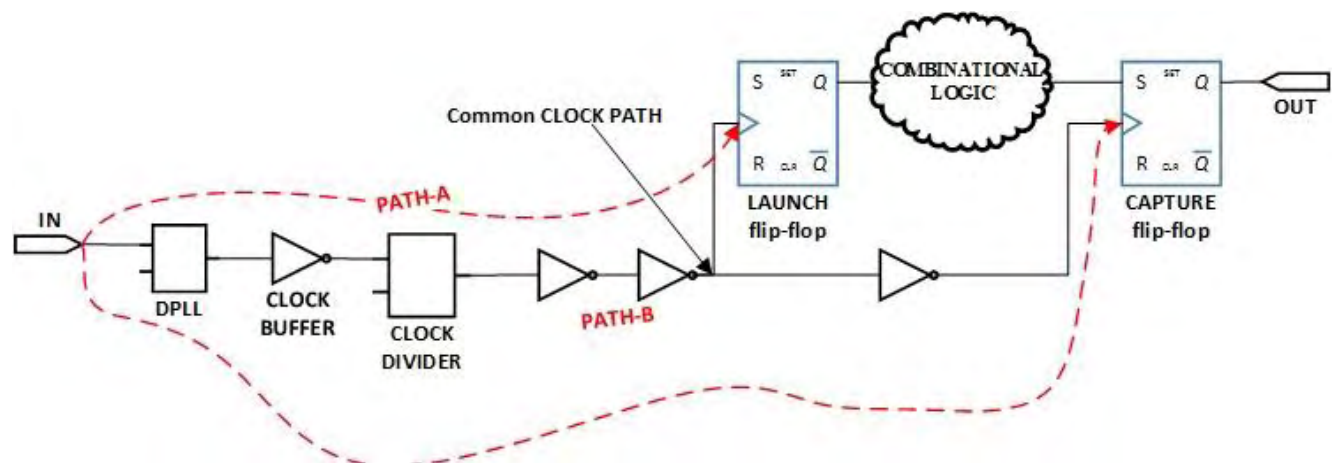 Common CLOCK PATH
S SET Q
R CLR Q
LAUNCH
flip-flop
COMBINATIONAL
LOGIC
S SET Q
R CLR Q
CAPTURE
flip-flop
OUT
IN
PATH-A
DPLL
CLOCK
BUFFER
CLOCK
DIVIDER
PATH-B